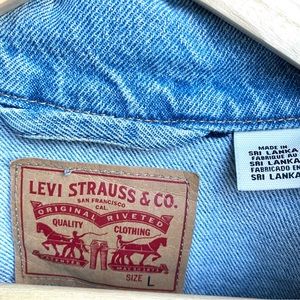 LEVI STRAUSS & CO.
SAN FRANCISCO
CAL.
ORIGINAL RIVETED
QUALITY CLOTHING
SIZE L
MADE IN
SRI LANKA
FABRIQUÉ AU
SRI LANKA
FABRICADO EN
SRI LANKA